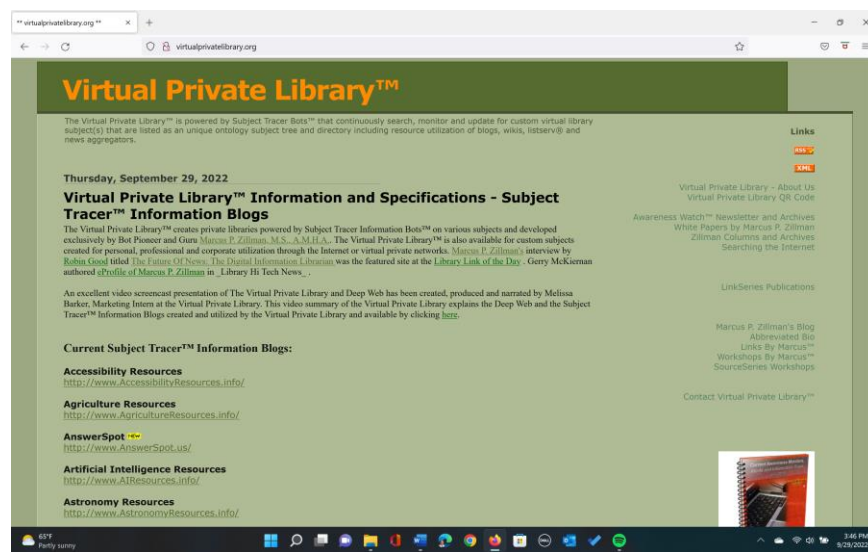 ** virtualprivatelibrary.org **
virtualprivatelibrary.org
Virtual Private Library™
The Virtual Private Library™ is powered by Subject Tracer Bots™ that continuously search, monitor and update for custom virtual library
subject(s) that are listed as an unique ontology subject tree and directory including resource utilization of blogs, wikis, listserv® and
news aggregators.
Thursday, September 29, 2022
Virtual Private Library™ Information and Specifications - Subject
Tracer™ Information Blogs
The Virtual Private Library™ creates private libraries powered by Subject Tracer Information Bots™ on various subjects and developed
exclusively by Bot Pioneer and Guru Marcus P. Zillman, M.S., A.M.H.A.. The Virtual Private Library™ is also available for custom subjects
created for personal, professional and corporate utilization through the Internet or virtual private networks. Marcus P. Zillman's interview by
Robin Good titled The Future Of News: The Digital Information Librarian was the featured site at the Library Link of the Day . Gerry McKiernan
authored eProfile of Marcus P. Zillman in _Library Hi Tech News_ .
An excellent video screencast presentation of The Virtual Private Library and Deep Web has been created, produced and narrated by Melissa
Barker, Marketing Intern at the Virtual Private Library. This video summary of the Virtual Private Library explains the Deep Web and the Subject
Tracer™ Information Blogs created and utilized by the Virtual Private Library and available by clicking here.
Current Subject Tracer™ Information Blogs:
Accessibility Resources
http://www.AccessibilityResources.info/
Agriculture Resources
http://www.AgricultureResources.info/
AnswerSpot NEW
http://www.AnswerSpot.us/
Artificial Intelligence Resources
http://www.AIResources.info/
Astronomy Resources
http://www.AstronomyResources.info/
Links
RSS
XML
Virtual Private Library - About Us
Virtual Private Library QR Code
Awareness Watch™ Newsletter and Archives
White Papers by Marcus P. Zillman
Zillman Columns and Archives
Searching the Internet
LinkSeries Publications
Marcus P. Zillman's Blog
Abbreviated Bio
Links By Marcus™
Workshops By Marcus™
SourceSeries Workshops
Contact Virtual Private Library™
65°F
Partly sunny
3:46 PM
9/29/2022